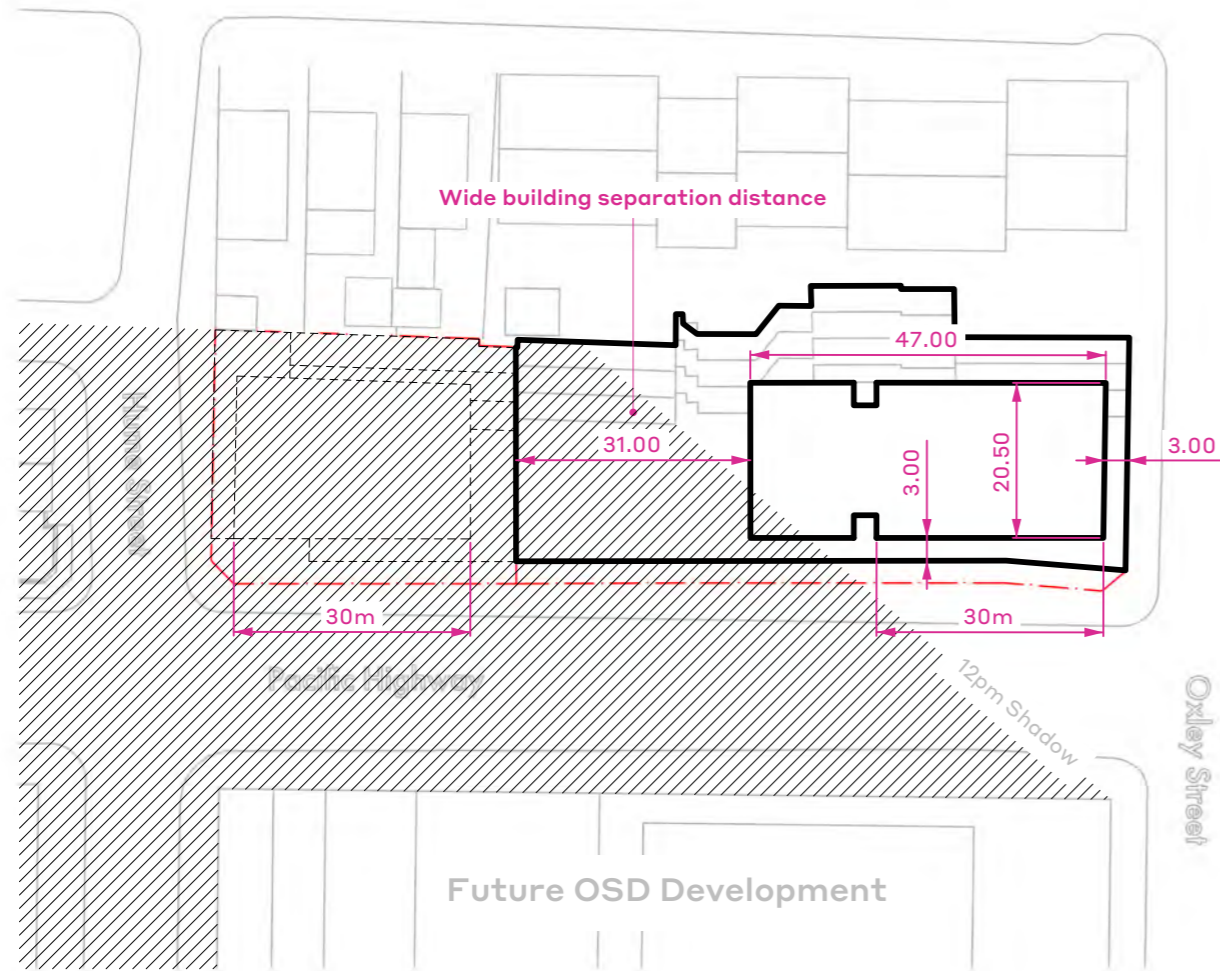 Wide building separation distance
47.00
Hume Street
31.00
3.00
20.50
3.00
30m
30m
Pacific Highway
12pm Shadow
Oxley Street
Future OSD Development